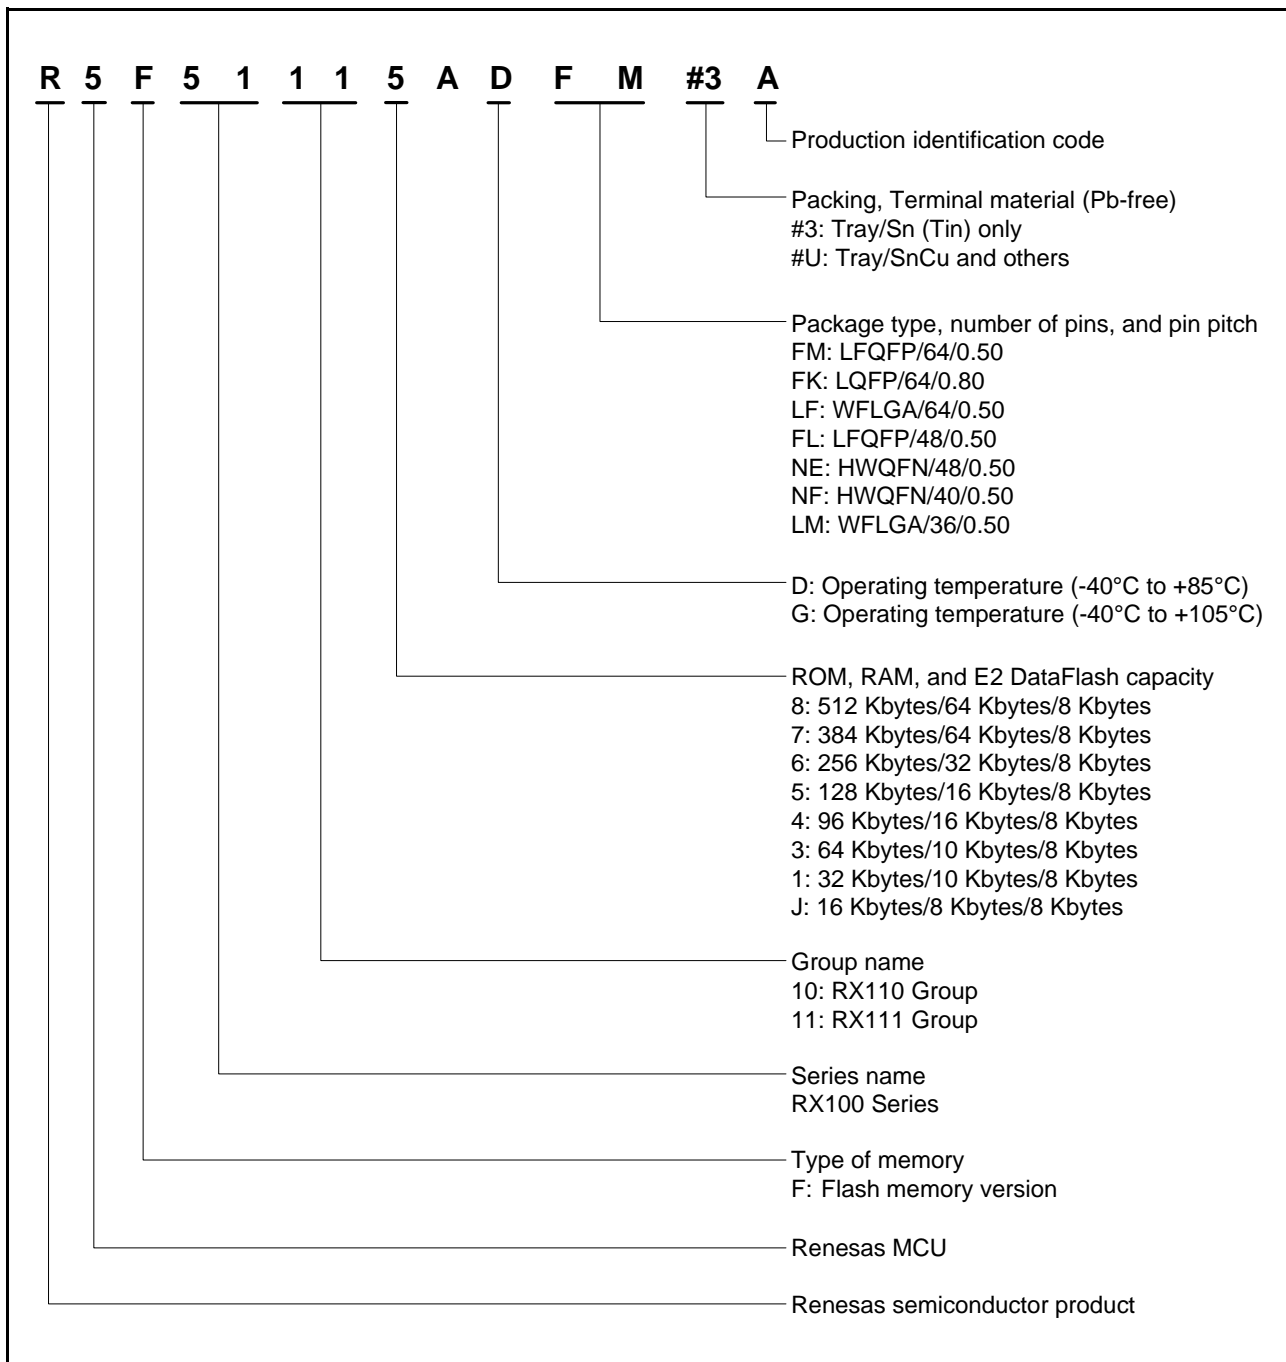 R 5 F 5 1 1 1 5 A D F M #3 A
Production identification code
Packing, Terminal material (Pb-free)
#3: Tray/Sn (Tin) only
#U: Tray/SnCu and others
Package type, number of pins, and pin pitch
FM: LFQFP/64/0.50
FK: LQFP/64/0.80
LF: WFLGA/64/0.50
FL: LFQFP/48/0.50
NE: HWQFN/48/0.50
NF: HWQFN/40/0.50
LM: WFLGA/36/0.50
D: Operating temperature (-40°C to +85°C)
G: Operating temperature (-40°C to +105°C)
ROM, RAM, and E2 DataFlash capacity
8: 512 Kbytes/64 Kbytes/8 Kbytes
7: 384 Kbytes/64 Kbytes/8 Kbytes
6: 256 Kbytes/32 Kbytes/8 Kbytes
5: 128 Kbytes/16 Kbytes/8 Kbytes
4: 96 Kbytes/16 Kbytes/8 Kbytes
3: 64 Kbytes/10 Kbytes/8 Kbytes
1: 32 Kbytes/10 Kbytes/8 Kbytes
J: 16 Kbytes/8 Kbytes/8 Kbytes
Group name
10: RX110 Group
11: RX111 Group
Series name
RX100 Series
Type of memory
F: Flash memory version
Renesas MCU
Renesas semiconductor product